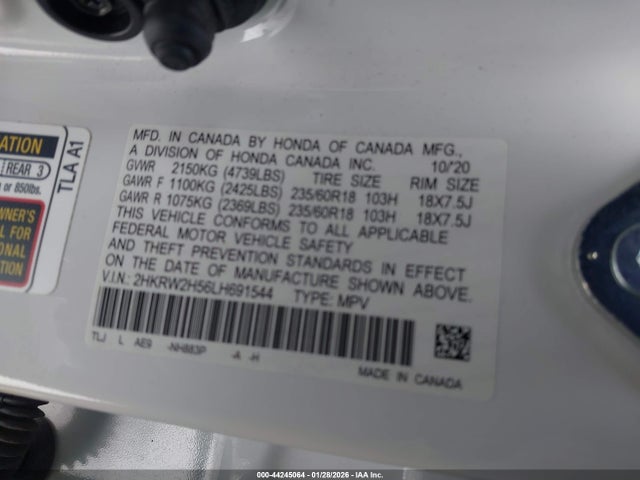 MFD. IN CANADA BY HONDA OF CANADA MFG.,
A DIVISION OF HONDA CANADA INC. 10/'20
GVWR 2150KG (4739LBS) TIRE SIZE RIM SIZE
GAWR F 1100KG (2425LBS) 235/60R18 103H 18X7.5J
GAWR R 1075KG (2369LBS) 235/60R18 103H 18X7.5J
THIS VEHICLE CONFORMS TO ALL APPLICABLE
FEDERAL MOTOR VEHICLE SAFETY
AND THEFT PREVENTION STANDARDS IN EFFECT
ON THE DATE OF MANUFACTURE SHOWN ABOVE.
V.I.N.: 2HKRW2H56LH691544 TYPE: MPV
TLJ L AE9 -NH883P -A -H
MADE IN CANADA
ATION
REAR 3
or 850lbs.
WNER'S
L FOR
ONAL
TION
TLA A1
000-44245064 | 01/28/2026 | IAA Inc.